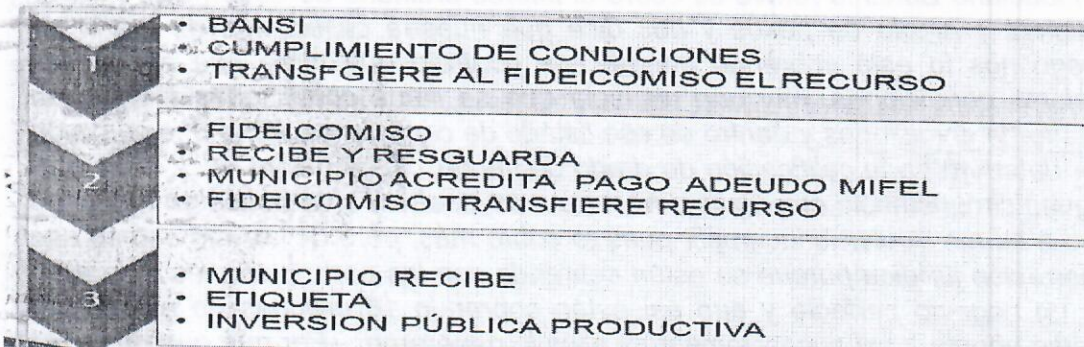 1
• BANSI
• CUMPLIMIENTO DE CONDICIONES
• TRANSFGIERE AL FIDEICOMISO EL RECURSO
2
• FIDEICOMISO
• RECIBE Y RESGUARDA
• MUNICIPIO ACREDITA PAGO ADEUDO MIFEL
• FIDEICOMISO TRANSFIERE RECURSO
3
• MUNICIPIO RECIBE
• ETIQUETA
• INVERSION PÚBLICA PRODUCTIVA